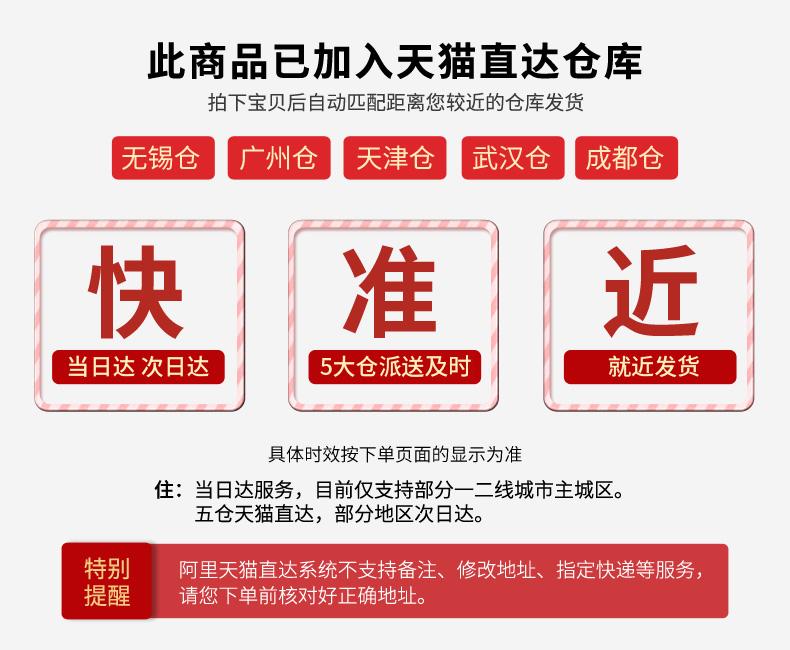 此商品已加入天猫直达仓库
拍下宝贝后自动匹配距离您较近的仓库发货
无锡仓 广州仓 天津仓 武汉仓 成都仓
快 准 近
当日达 次日达 5大仓派送及时 就近发货
具体时效按下单页面的显示为准
住：当日达服务，目前仅支持部分一二线城市主城区。
五仓天猫直达，部分地区次日达。
特别
提醒
阿里天猫直达系统不支持备注、修改地址、指定快递等服务，
请您下单前核对好正确地址。